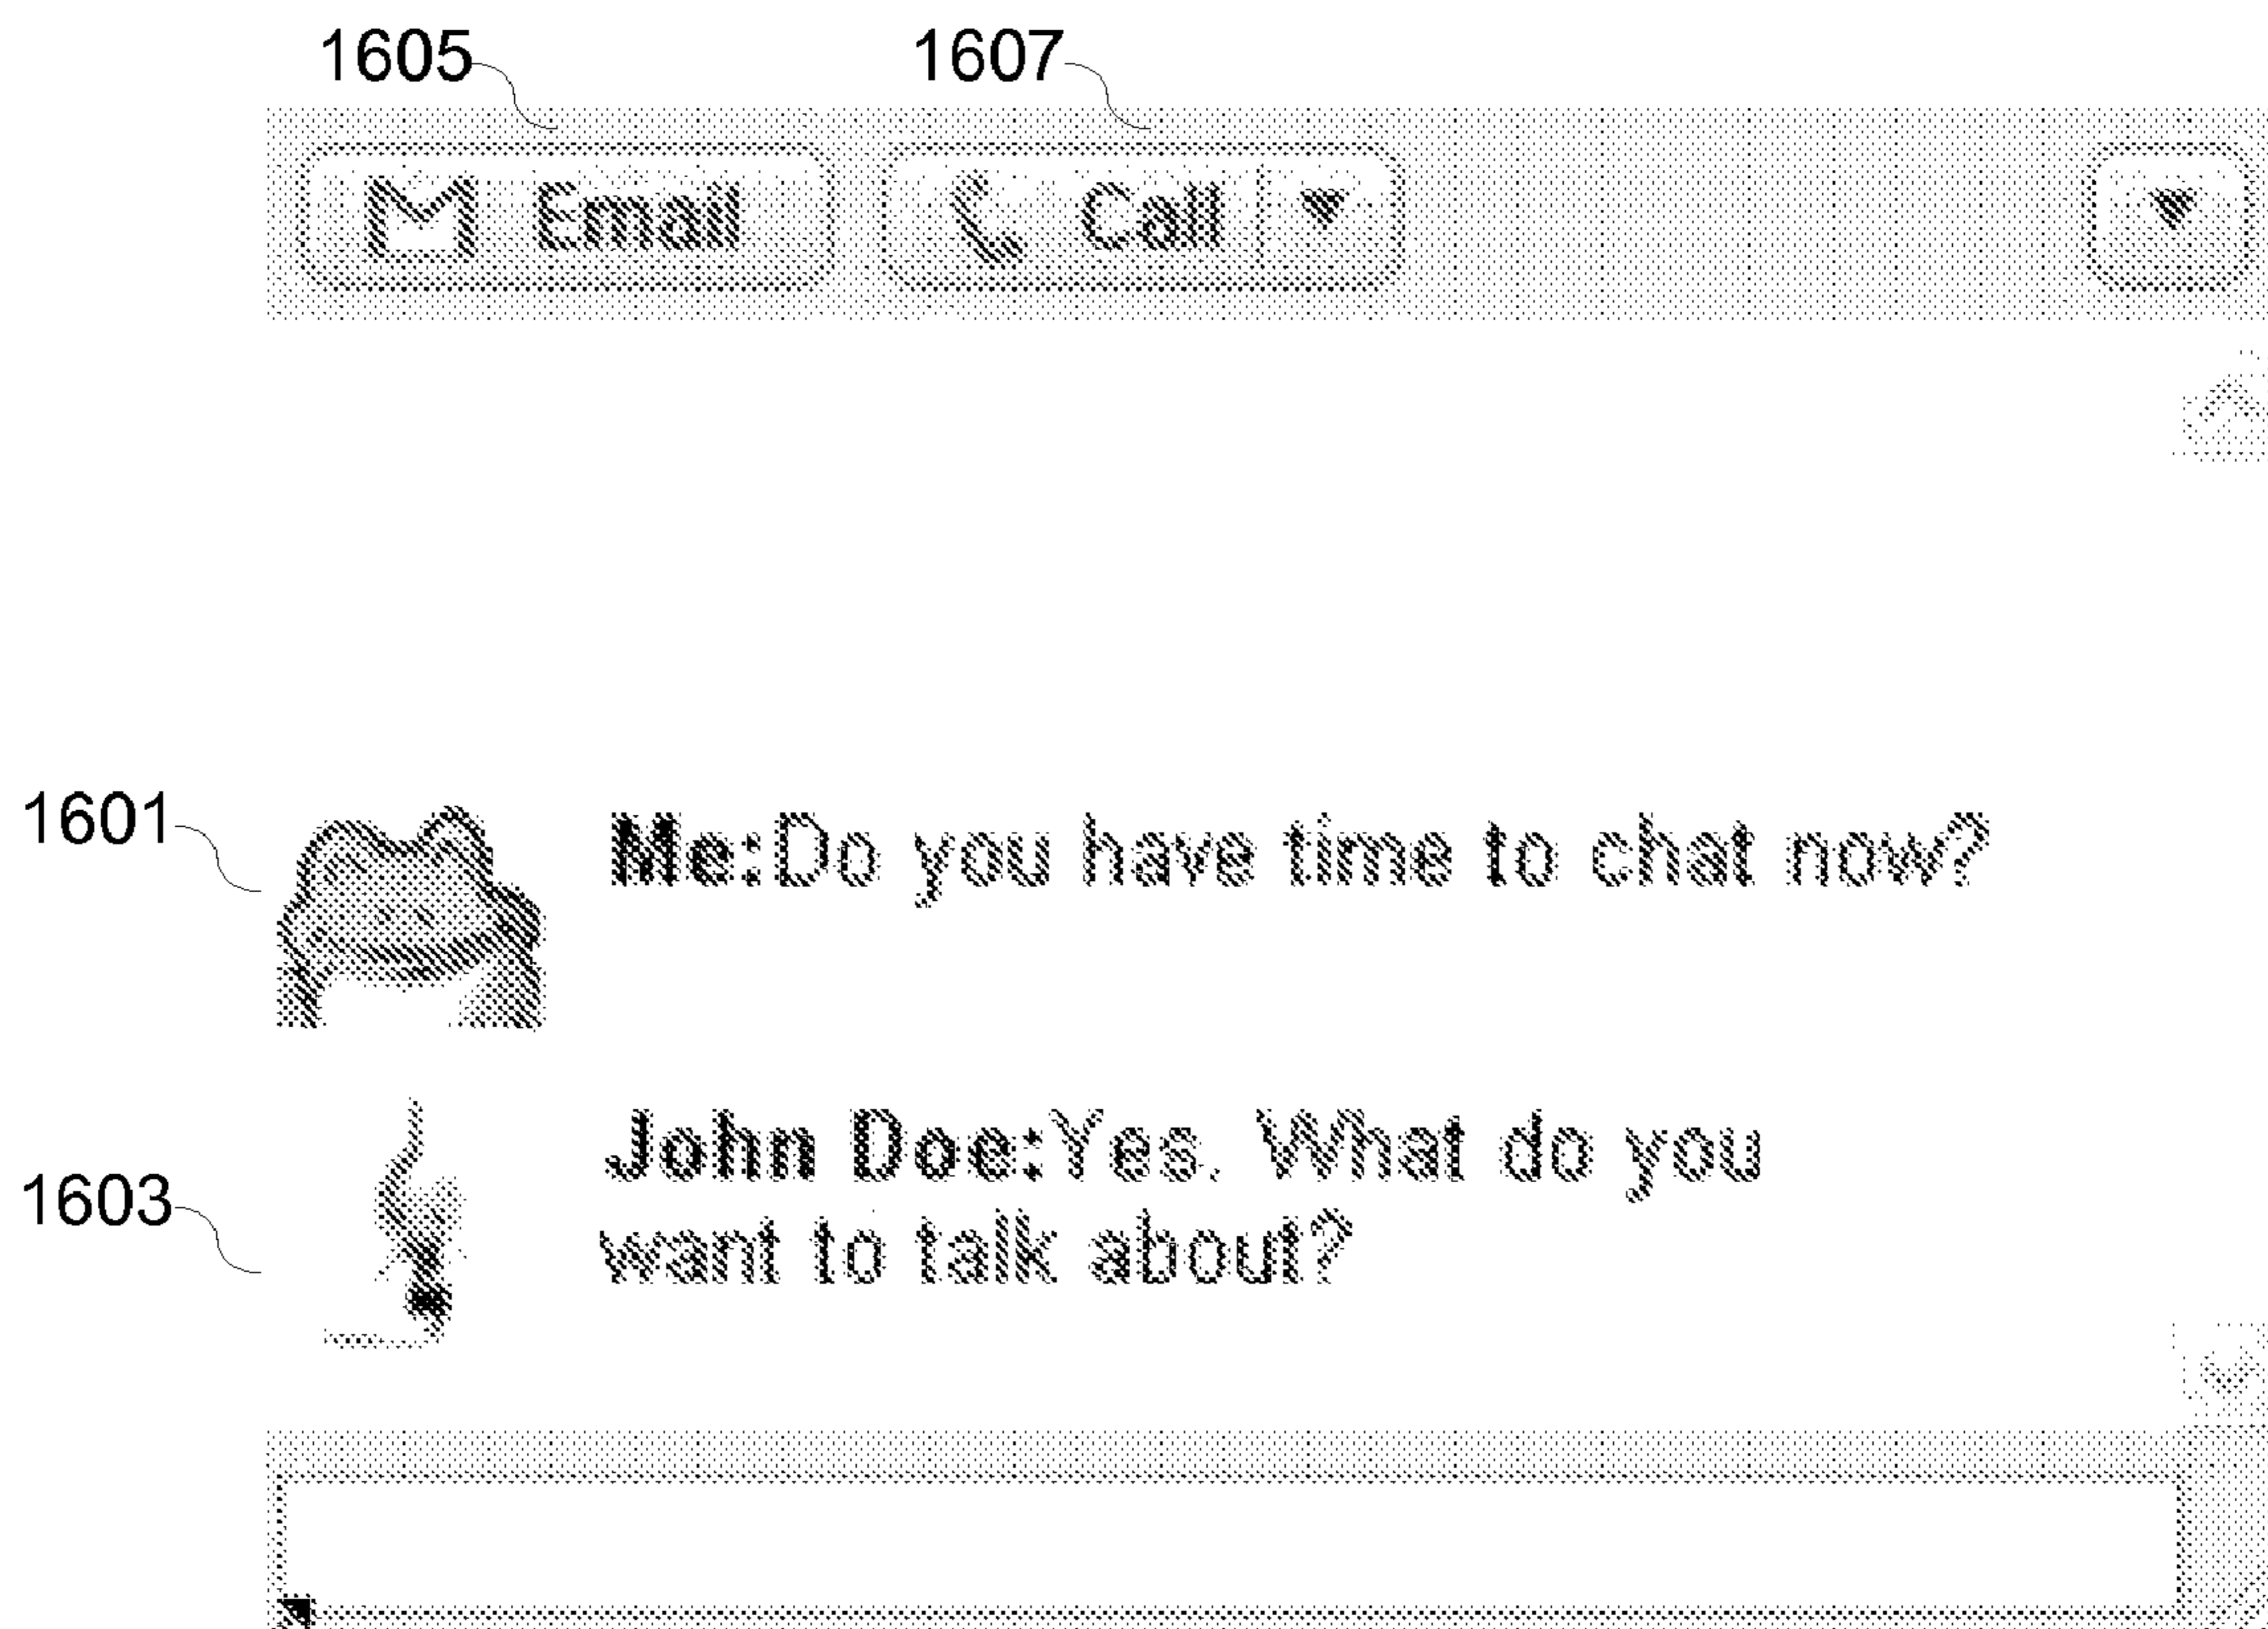 1605 1607
Email Call
1601 Me:Do you have time to chat now?
John Doe:Yes. What do you
1603 want to talk about?